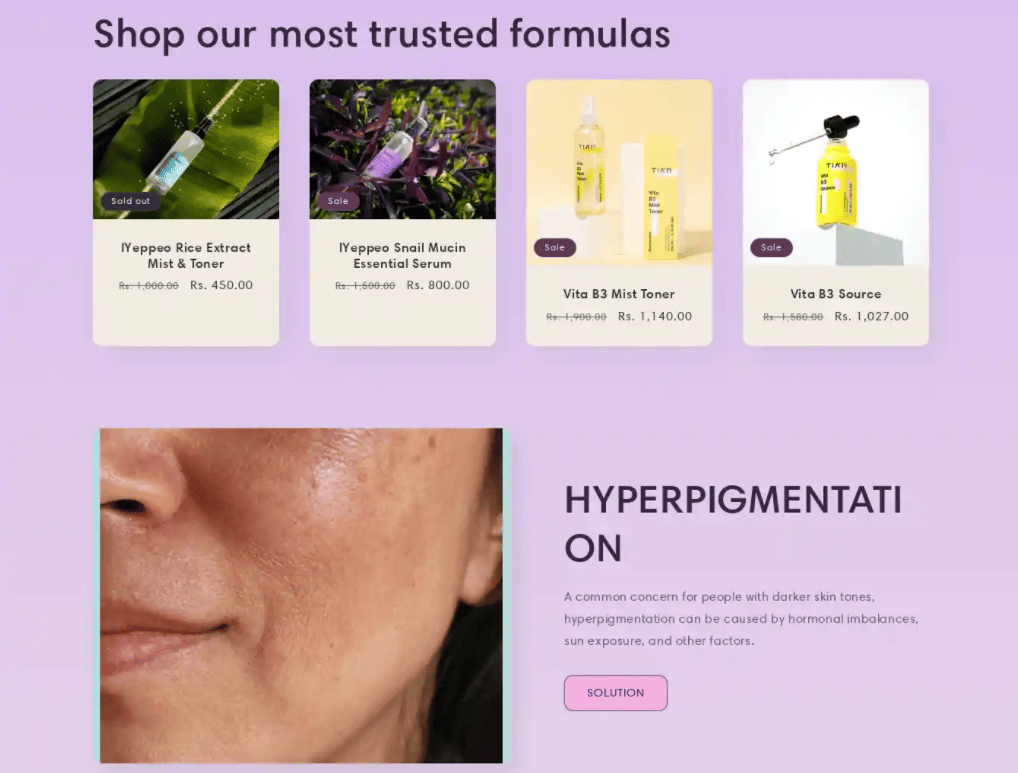 Shop our most trusted formulas
Sold out
Sale
TIA'M
Vita
B3
Mist
Toner
Sale
TIA'M
Vita
B3
Source
Sale
IYeppeo Rice Extract
Mist & Toner
Rs. 1,000.00 Rs. 450.00
IYeppeo Snail Mucin
Essential Serum
Rs. 1,500.00 Rs. 800.00
Vita B3 Mist Toner
Rs. 1,900.00 Rs. 1,140.00
Vita B3 Source
Rs. 1,580.00 Rs. 1,027.00
HYPERPIGMENTATI
ON
A common concern for people with darker skin tones,
hyperpigmentation can be caused by hormonal imbalances,
sun exposure, and other factors.
SOLUTION